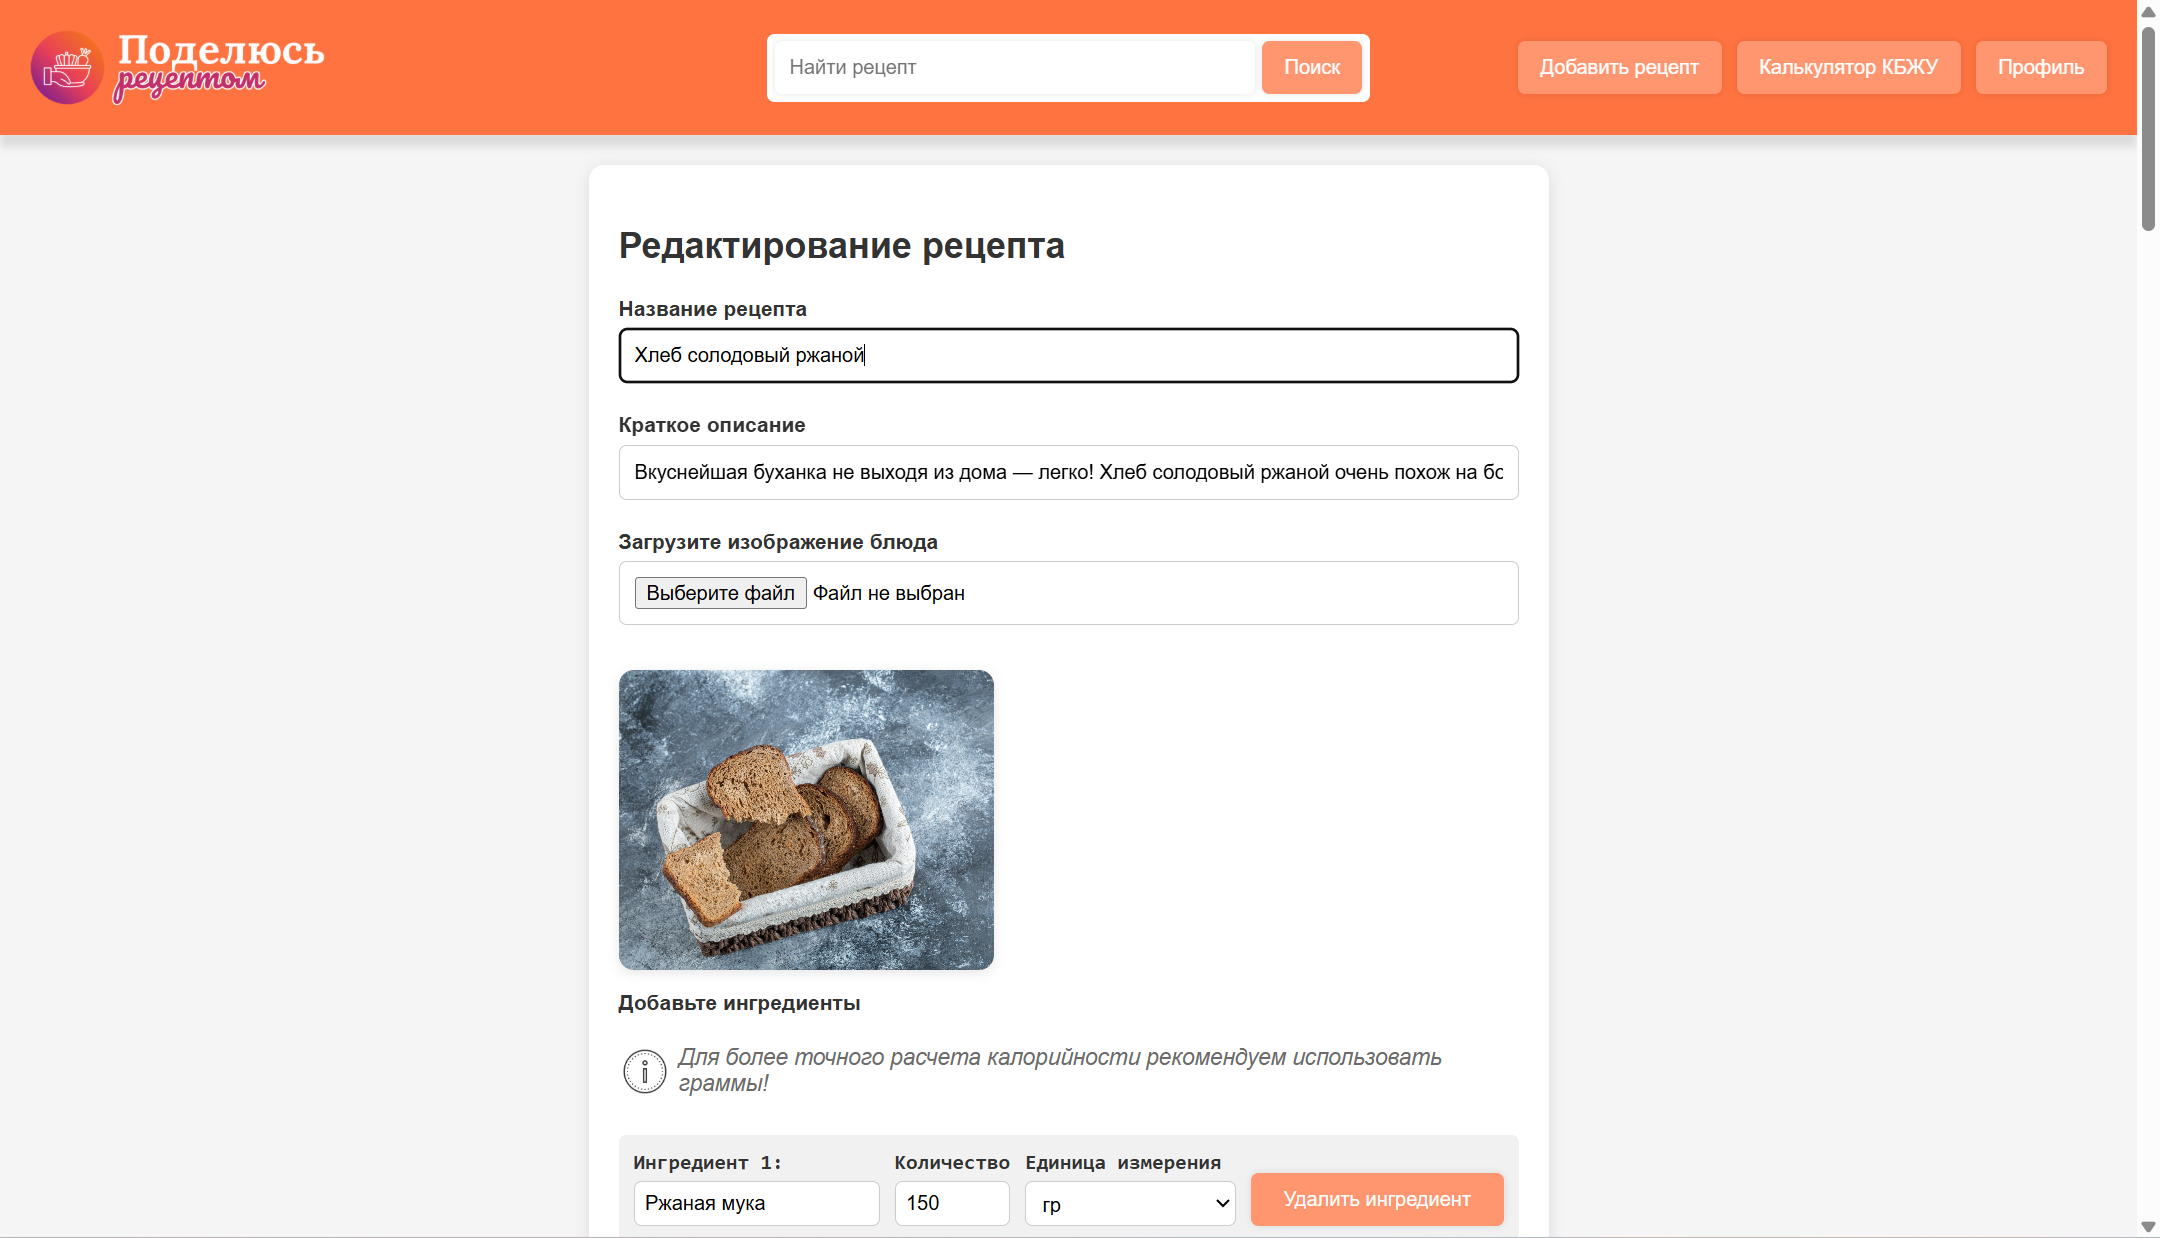 Поделюсь
рецептом
Найти рецепт
Поиск
Добавить рецепт
Калькулятор КБЖУ
Профиль
Редактирование рецепта
Название рецепта
Хлеб солодовый ржаной
Краткое описание
Вкуснейшая буханка не выходя из дома — легко! Хлеб солодовый ржаной очень похож на бо
Загрузите изображение блюда
Выберите файл Файл не выбран
Добавьте ингредиенты
Для более точного расчета калорийности рекомендуем использовать
граммы!
Ингредиент 1: Количество Единица измерения
Ржаная мука 150 гр Удалить ингредиент